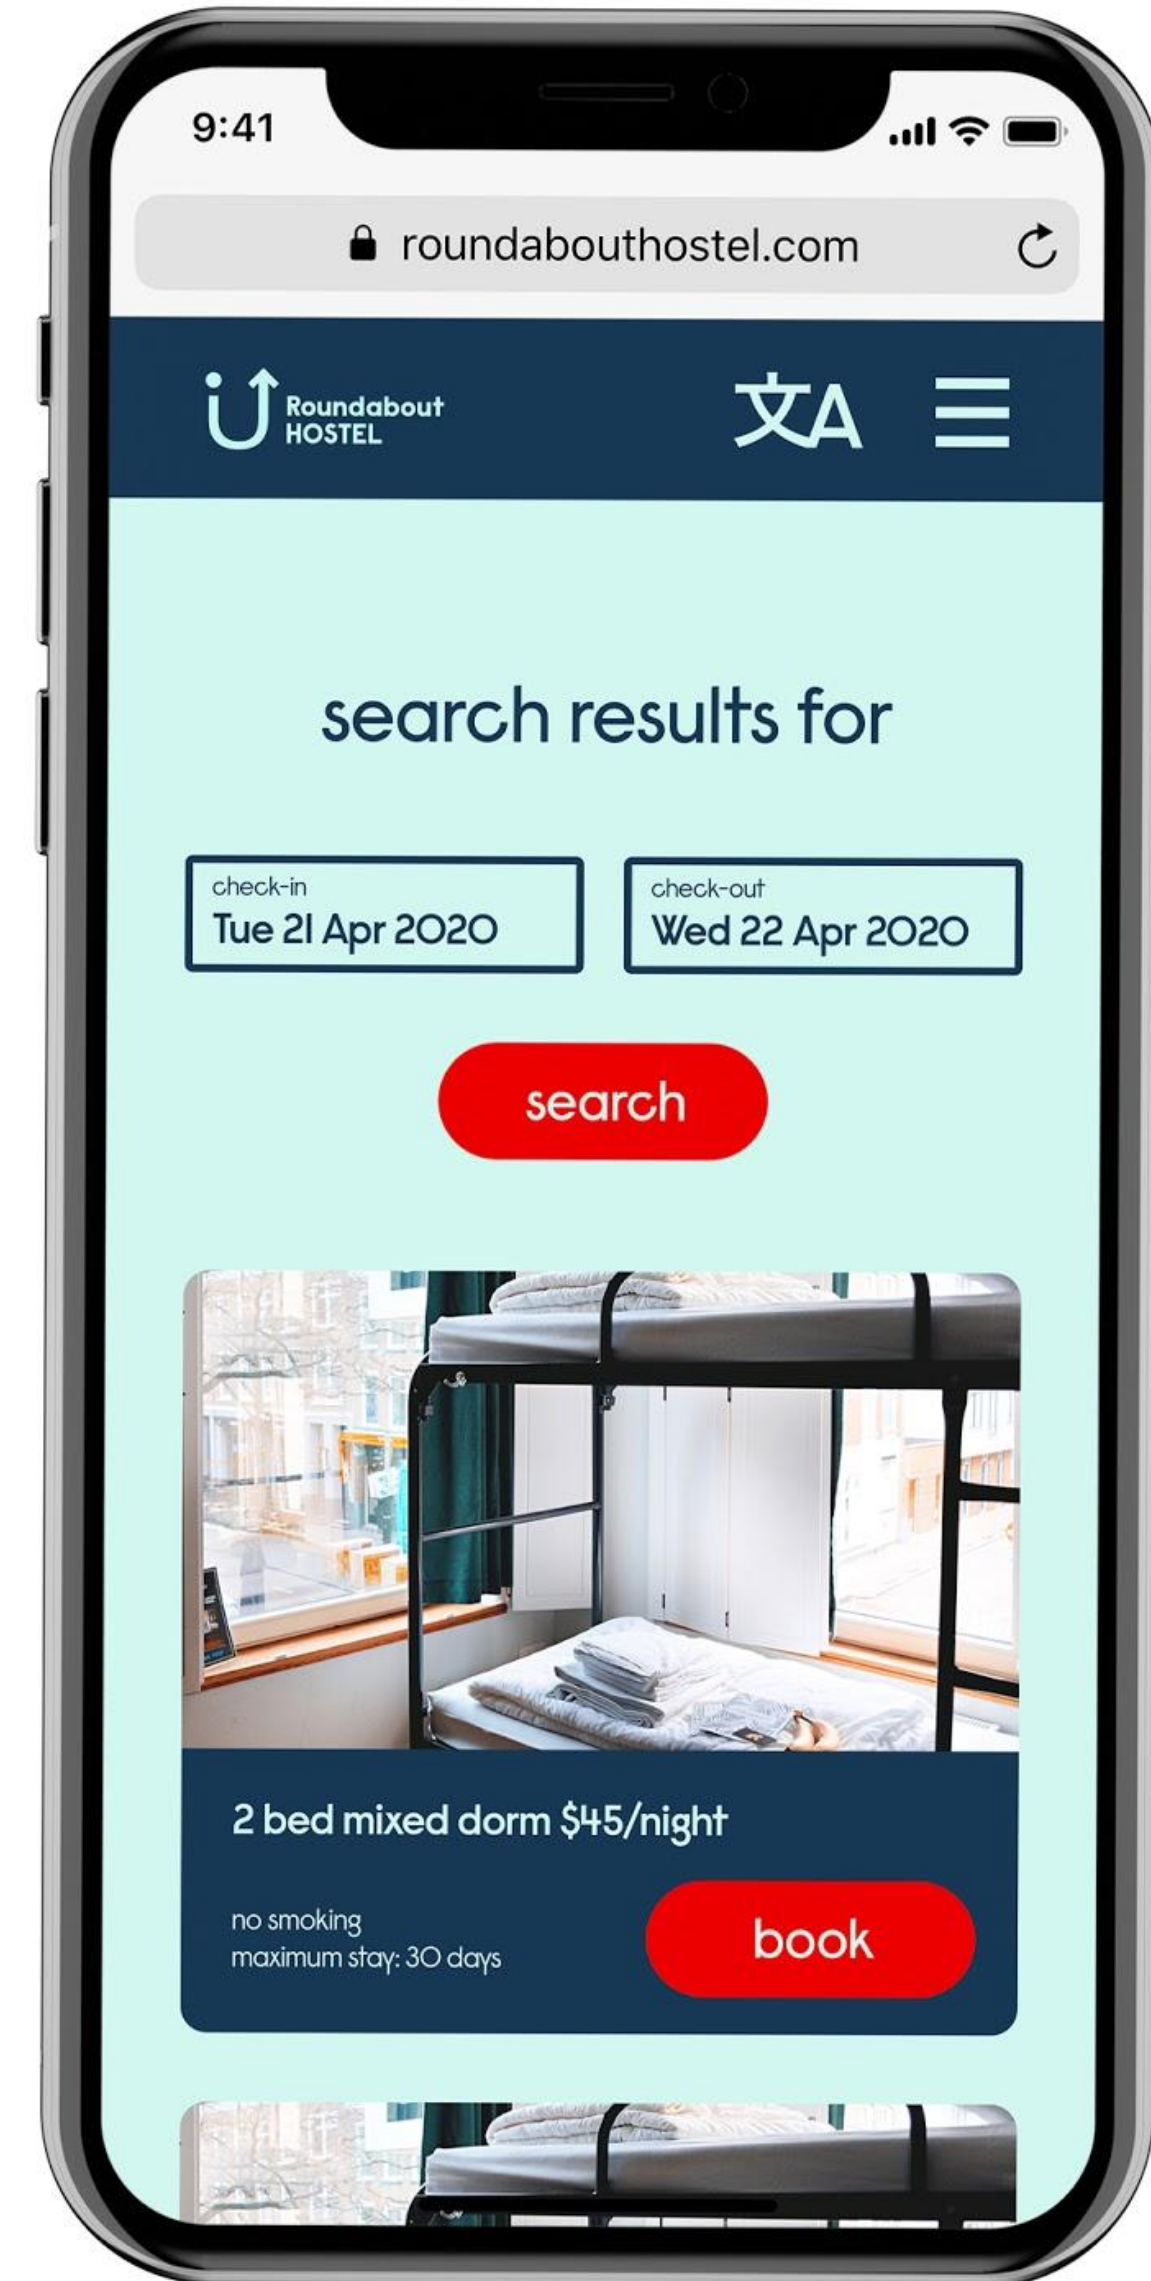 9:41
roundabouthostel.com
Roundabout
HOSTEL
文A
search results for
check-in
Tue 21 Apr 2020
check-out
Wed 22 Apr 2020
search
2 bed mixed dorm $45/night
no smoking
maximum stay: 30 days
book